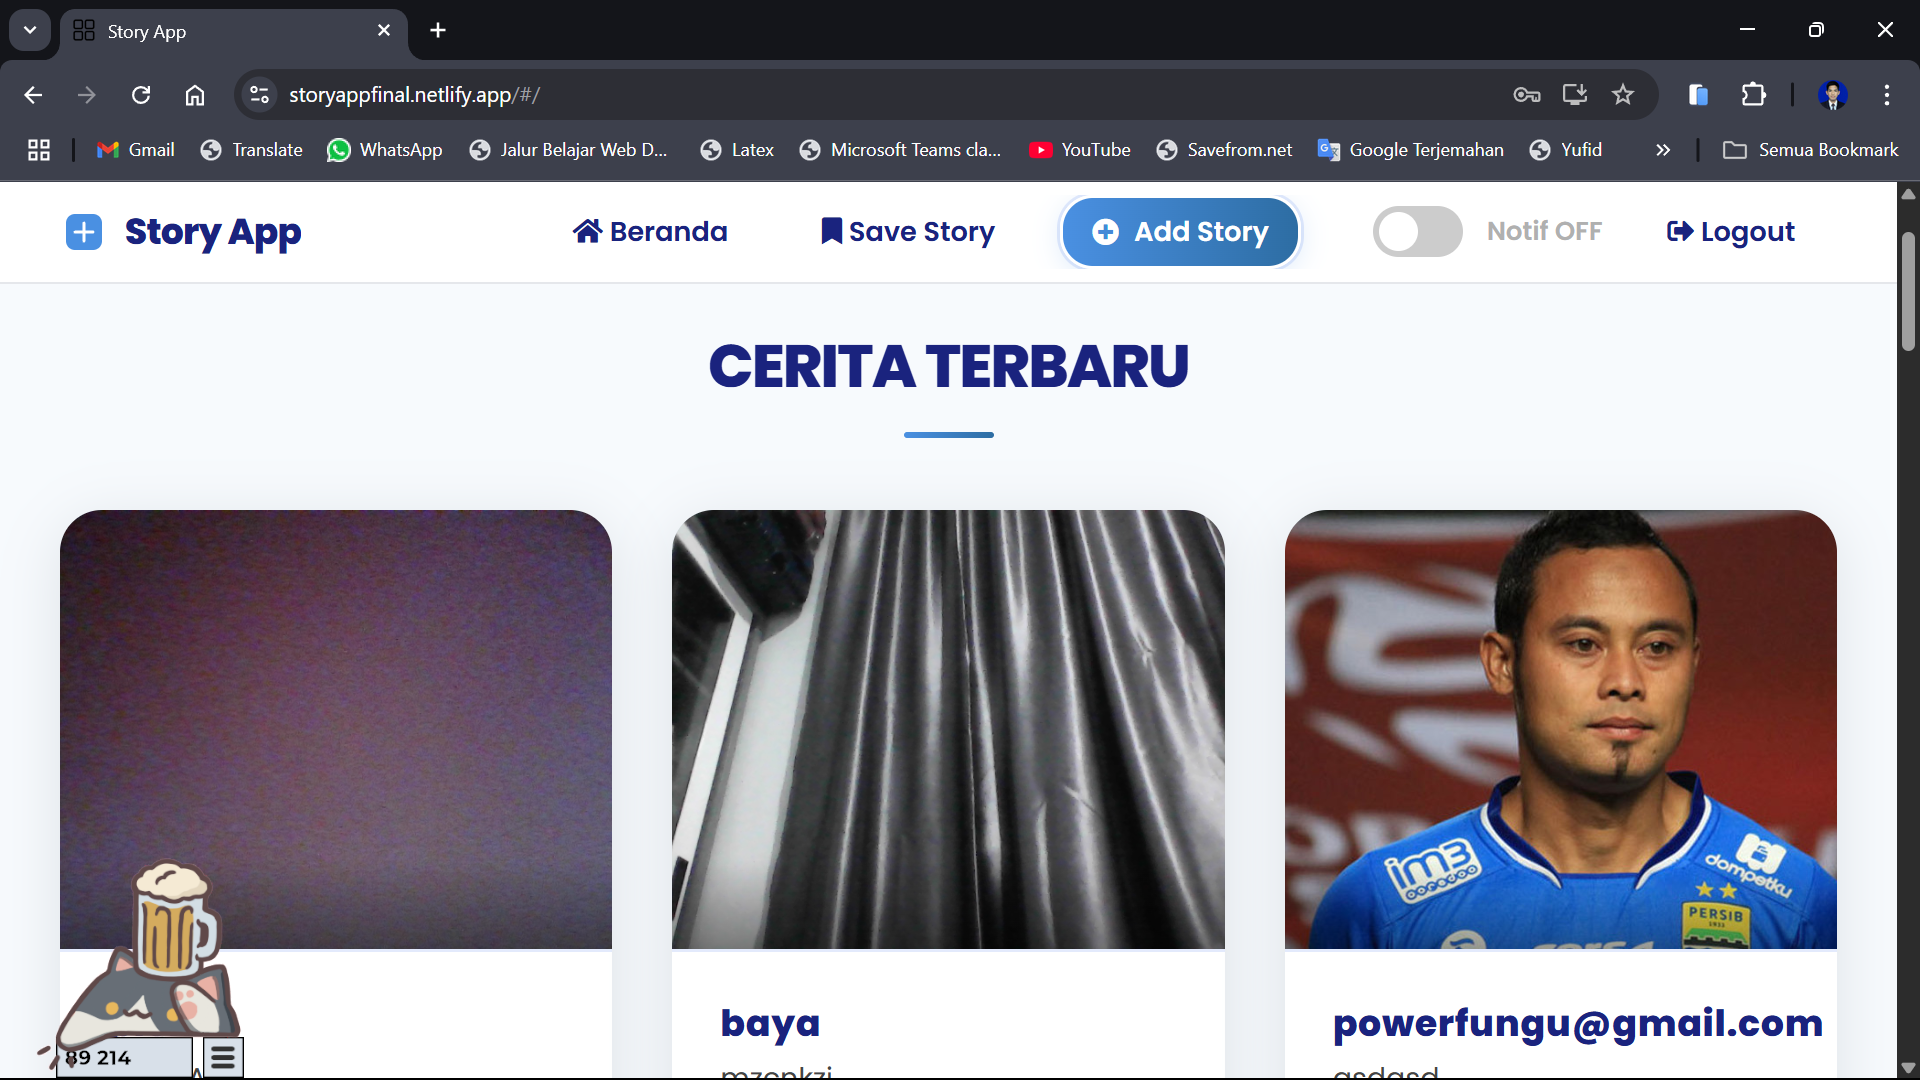 Story App
storyappfinal.netlify.app/#/
Gmail
Translate
WhatsApp
Jalur Belajar Web D...
Latex
Microsoft Teams cla...
YouTube
Savefrom.net
Google Terjemahan
Yufid
Semua Bookmark
Story App
Beranda
Save Story
Add Story
Notif OFF
Logout
CERITA TERBARU
im3
ooredoo
dompetku
PERSIB
1933
baya
powerfungu@gmail.com
89 214